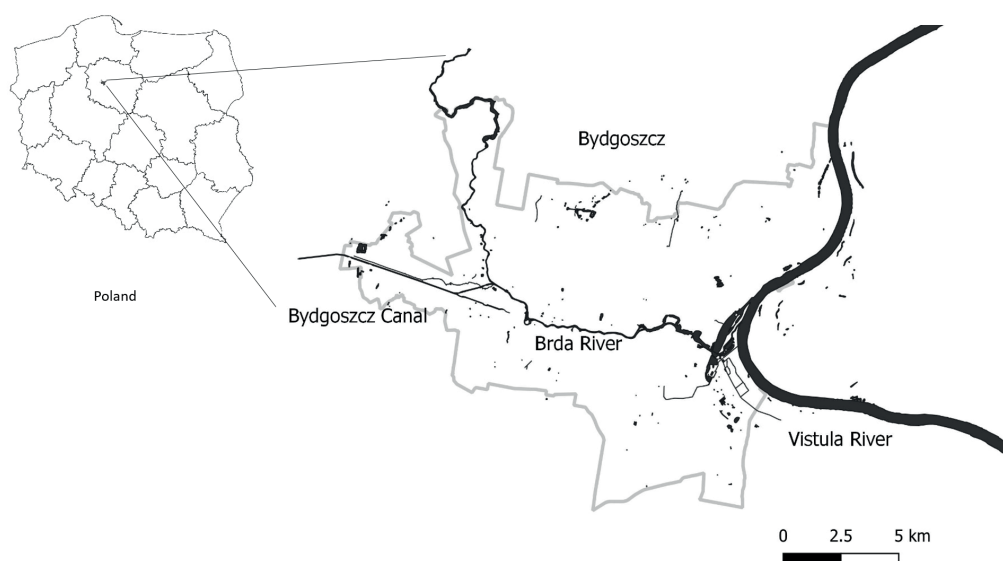 Bydgoszcz
Poland
Bydgoszcz Canal
Brda River
Vistula River
0 2.5 5 km